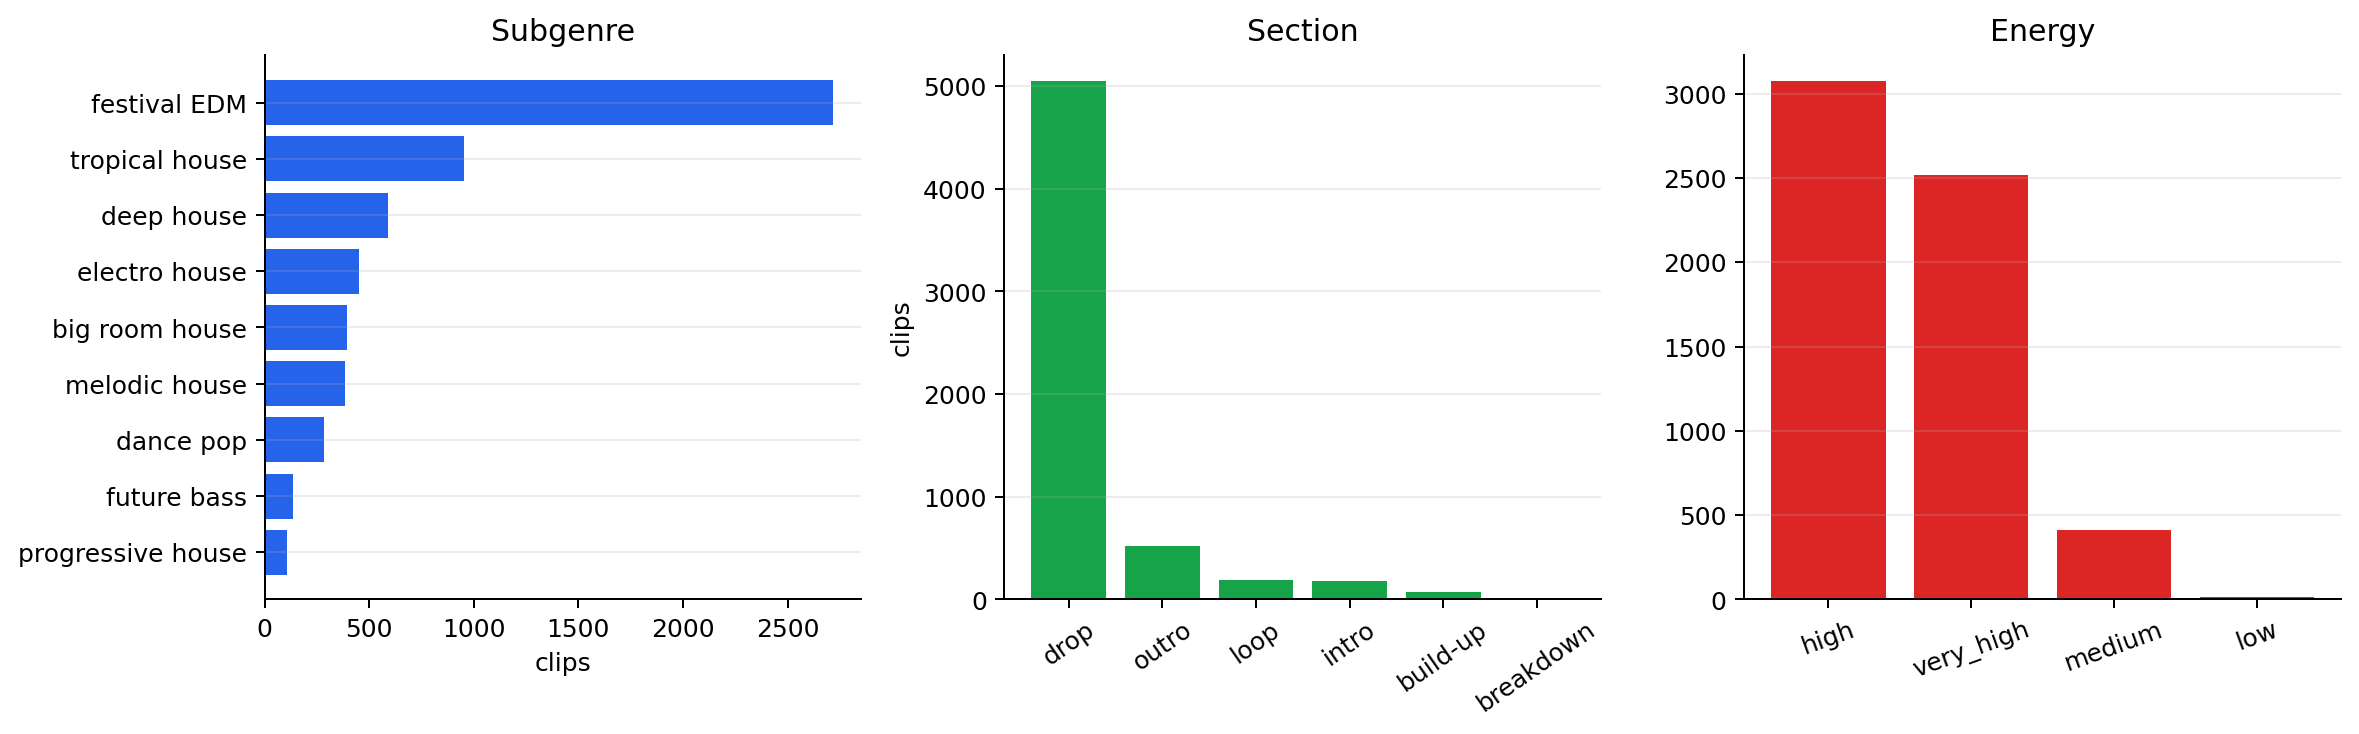 Subgenre
festival EDM
tropical house
deep house
electro house
big room house
melodic house
dance pop
future bass
progressive house
0 500 1000 1500 2000 2500
clips
Section
5000
4000
3000
2000
1000
0
clips
drop outro loop intro build-up breakdown
Energy
3000
2500
2000
1500
1000
500
0
high very_high medium low